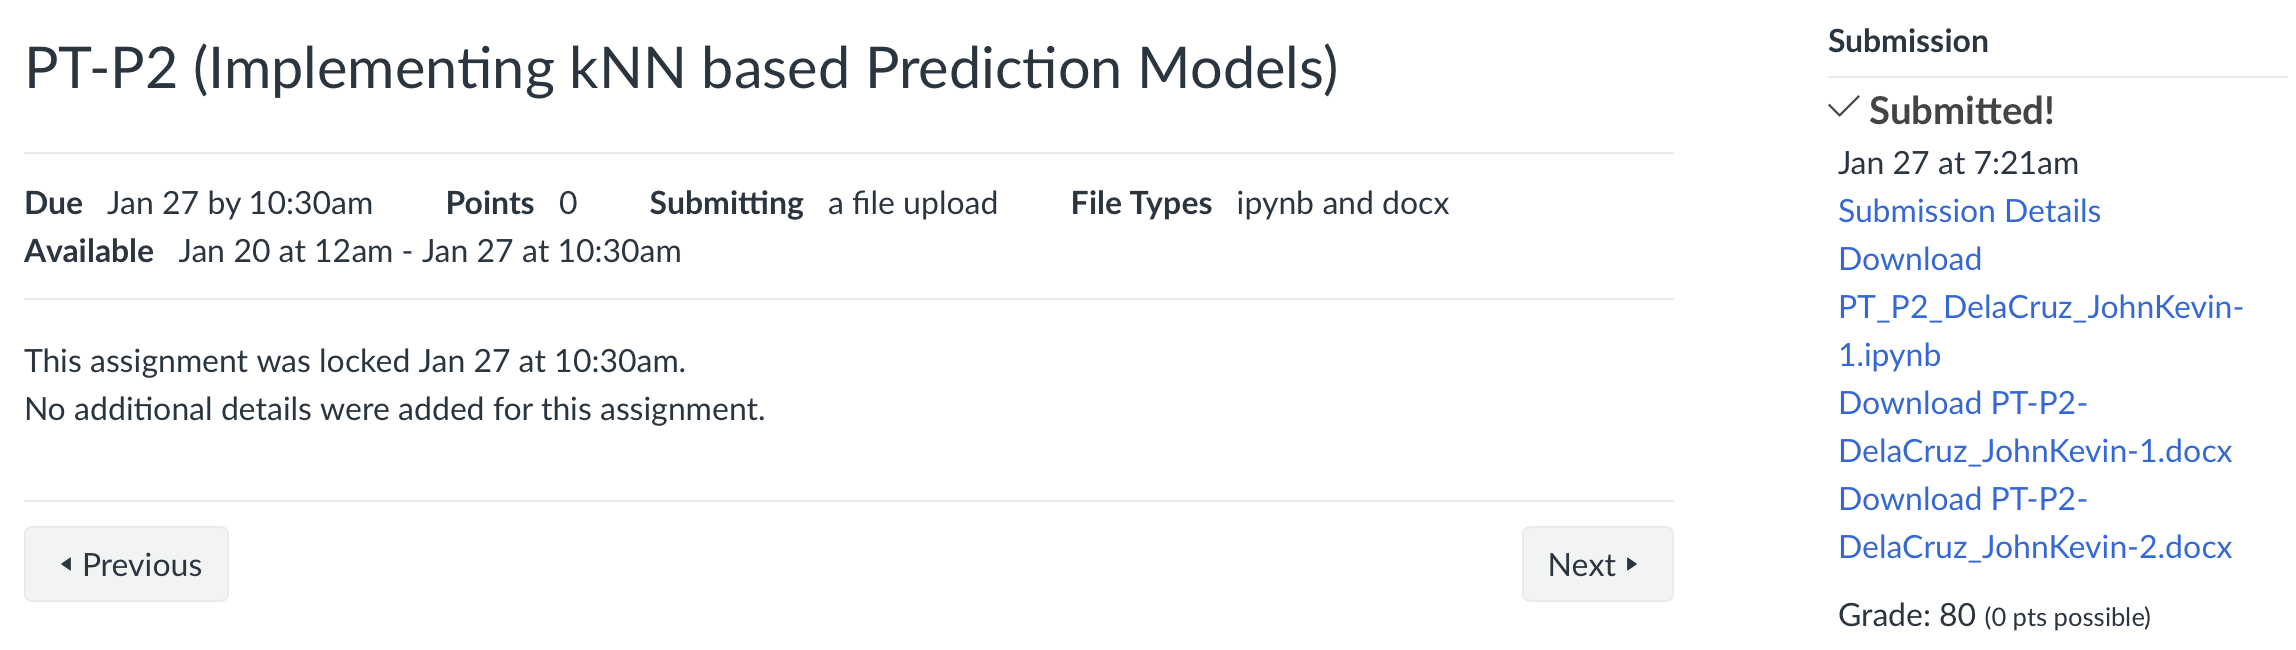 PT-P2 (Implementing kNN based Prediction Models)
Due Jan 27 by 10:30am Points 0 Submitting a file upload File Types ipynb and docx
Available Jan 20 at 12am - Jan 27 at 10:30am
This assignment was locked Jan 27 at 10:30am.
No additional details were added for this assignment.
Previous
Next
Submission
Submitted!
Jan 27 at 7:21am
Submission Details
Download
PT_P2_DelaCruz_JohnKevin-
1.ipynb
Download PT-P2-
DelaCruz_JohnKevin-1.docx
Download PT-P2-
DelaCruz_JohnKevin-2.docx
Grade: 80 (0 pts possible)